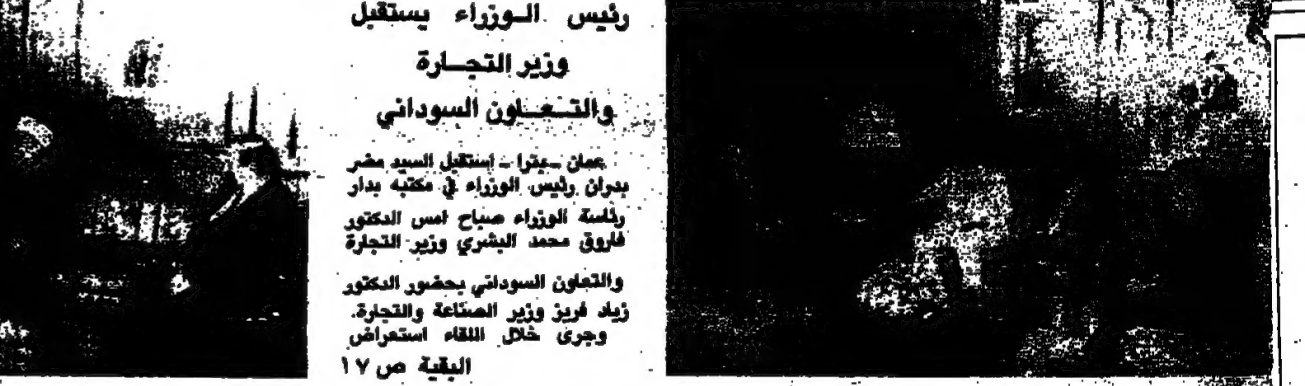 رئيس الوزراء يستقبل
وزير التجارة
والتعاون السوداني
عمان - بترا - استقبل السيد مضر
بدران رئيس الوزراء في مكتبه بدار
رئاسة الوزراء صباح امس الدكتور
فاروق محمد البشري وزير التجارة
والتعاون السوداني بحضور الدكتور
زياد فريز وزير الصناعة والتجارة.
وجرى خلال اللقاء استعراض
البقية ص ١٧